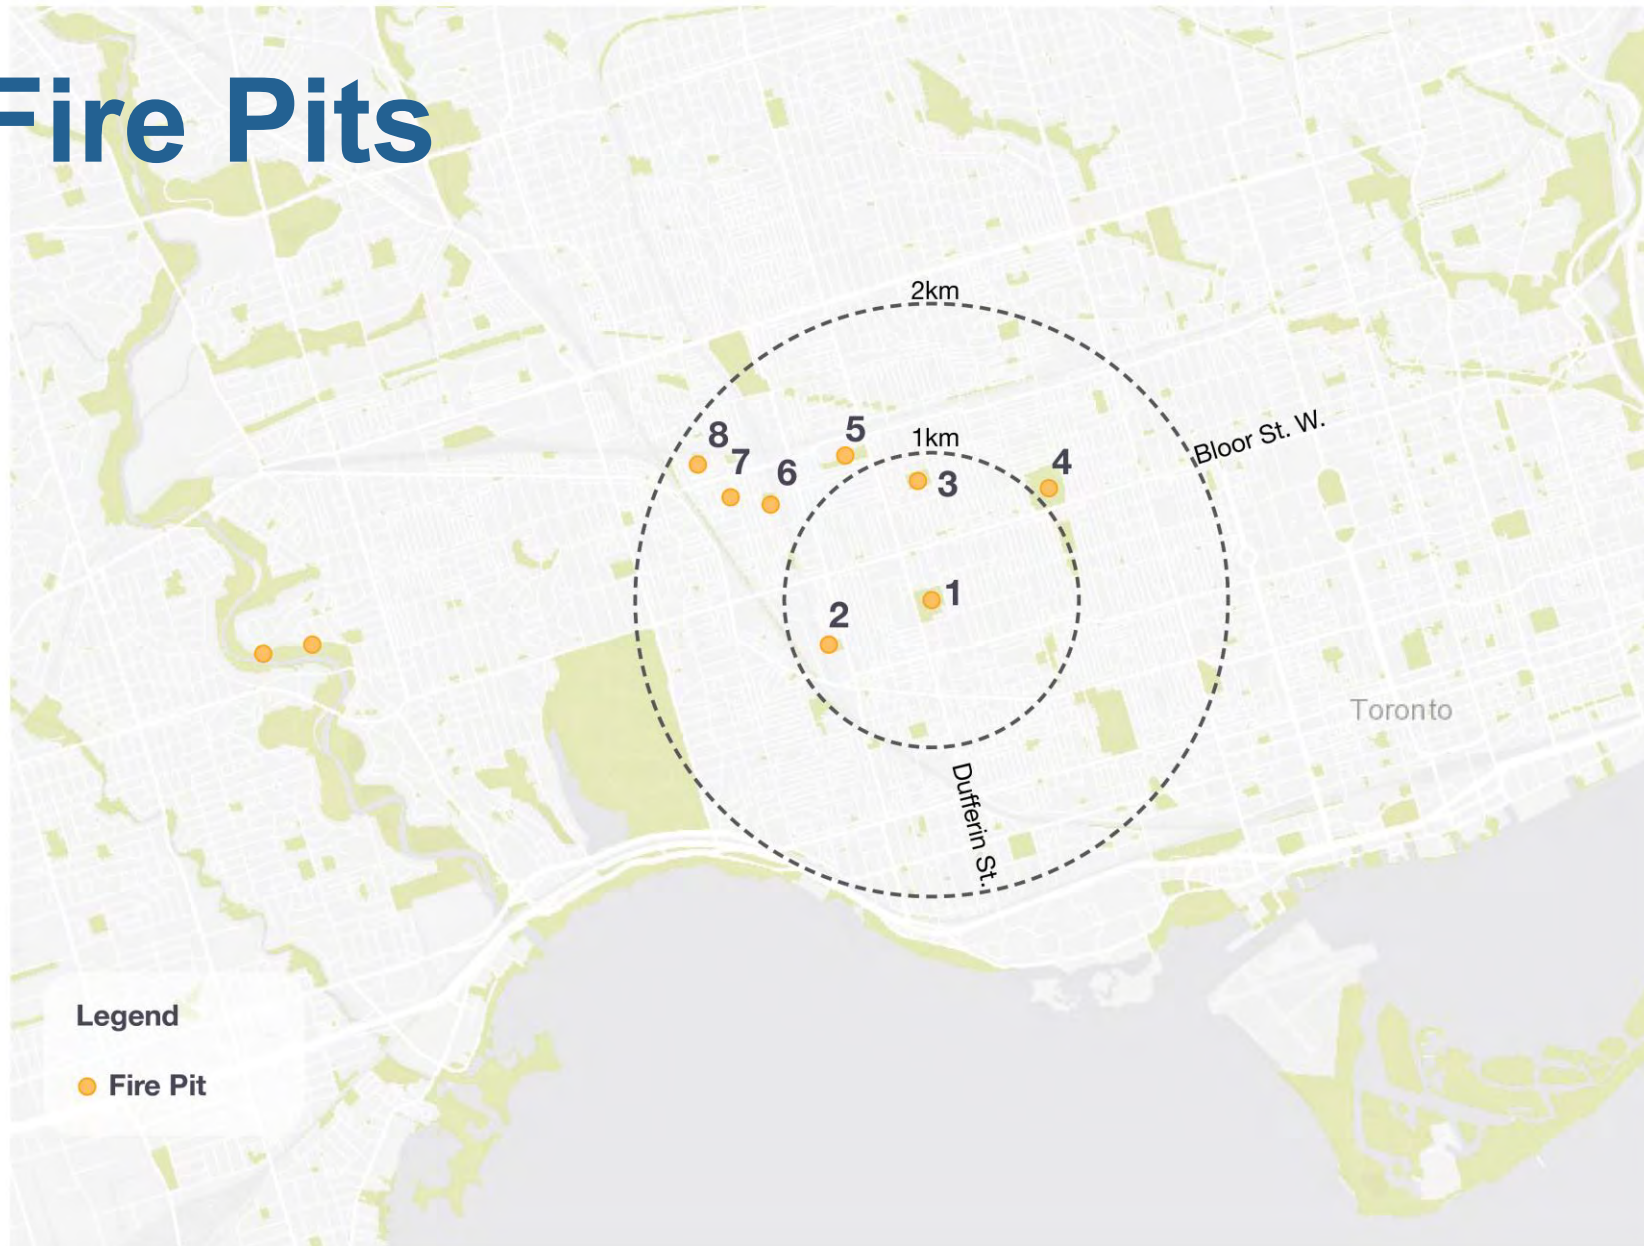 Fire Pits
2km
Bloor St. W.
8
5
1km
7
4
6
3
1
2
Toronto
Dufferin St.
Legend
Fire Pit